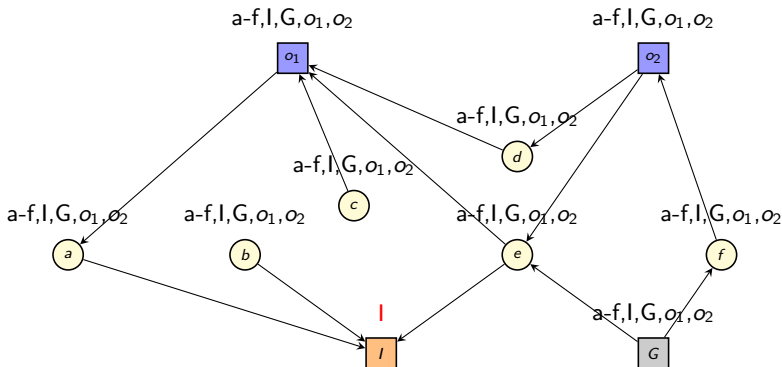 a-f,I,G,o₁,o₂ a-f,I,G,o₁,o₂
o₁ o₂
a-f,I,G,o₁,o₂
d
a-f,I,G,o₁,o₂
c
a-f,I,G,o₁,o₂ a-f,I,G,o₁,o₂ a-f,I,G,o₁,o₂ a-f,I,G,o₁,o₂
a b e f
I a-f,I,G,o₁,o₂
I G